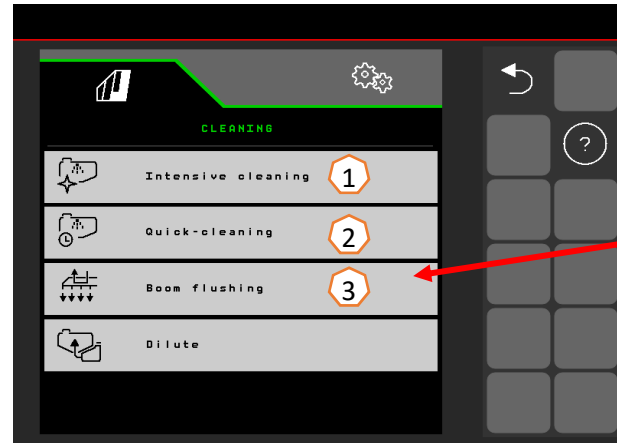 CLEANING
Intensive cleaning 1
Quick-cleaning 2
Boom flushing 3
Dilute
?